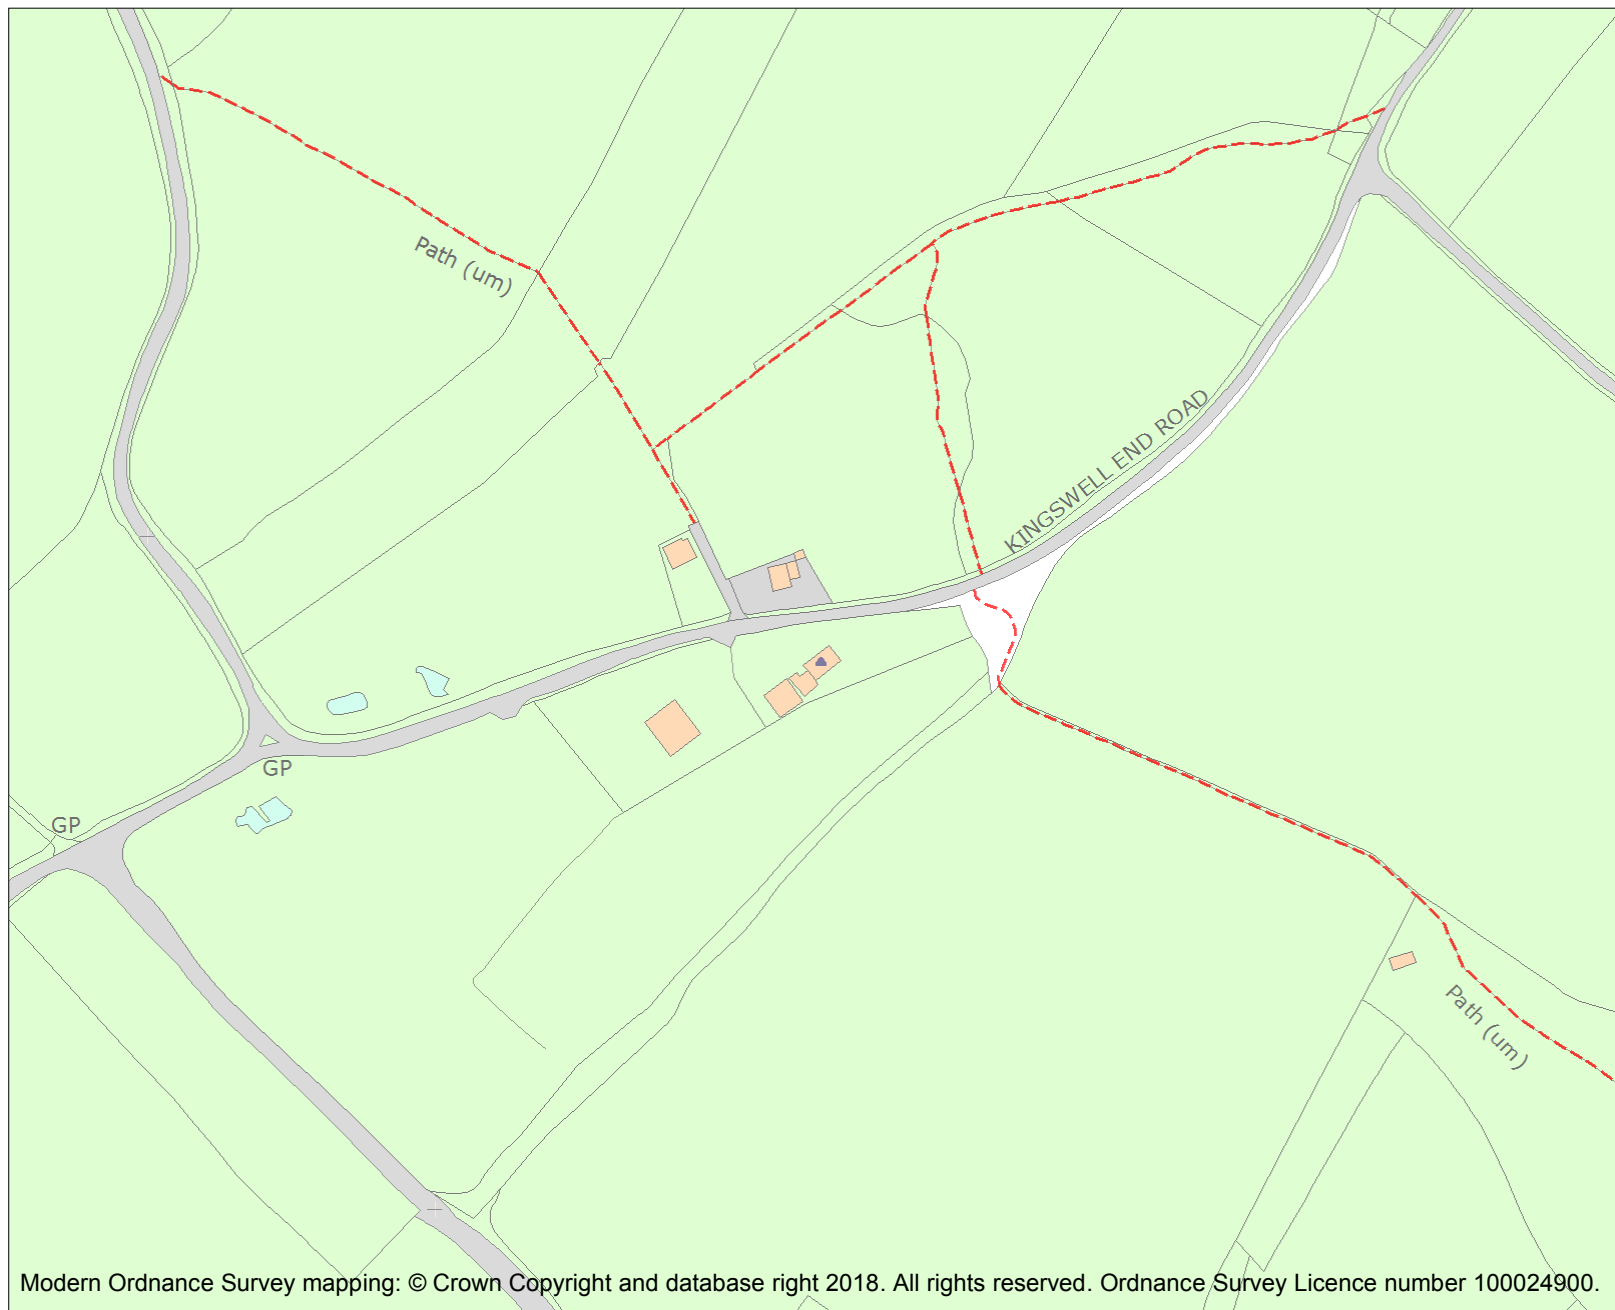 Path (um)
KINGSWELL END ROAD
GP
GP
Path (um)
Modern Ordnance Survey mapping: © Crown Copyright and database right 2018. All rights reserved. Ordnance Survey Licence number 100024900.